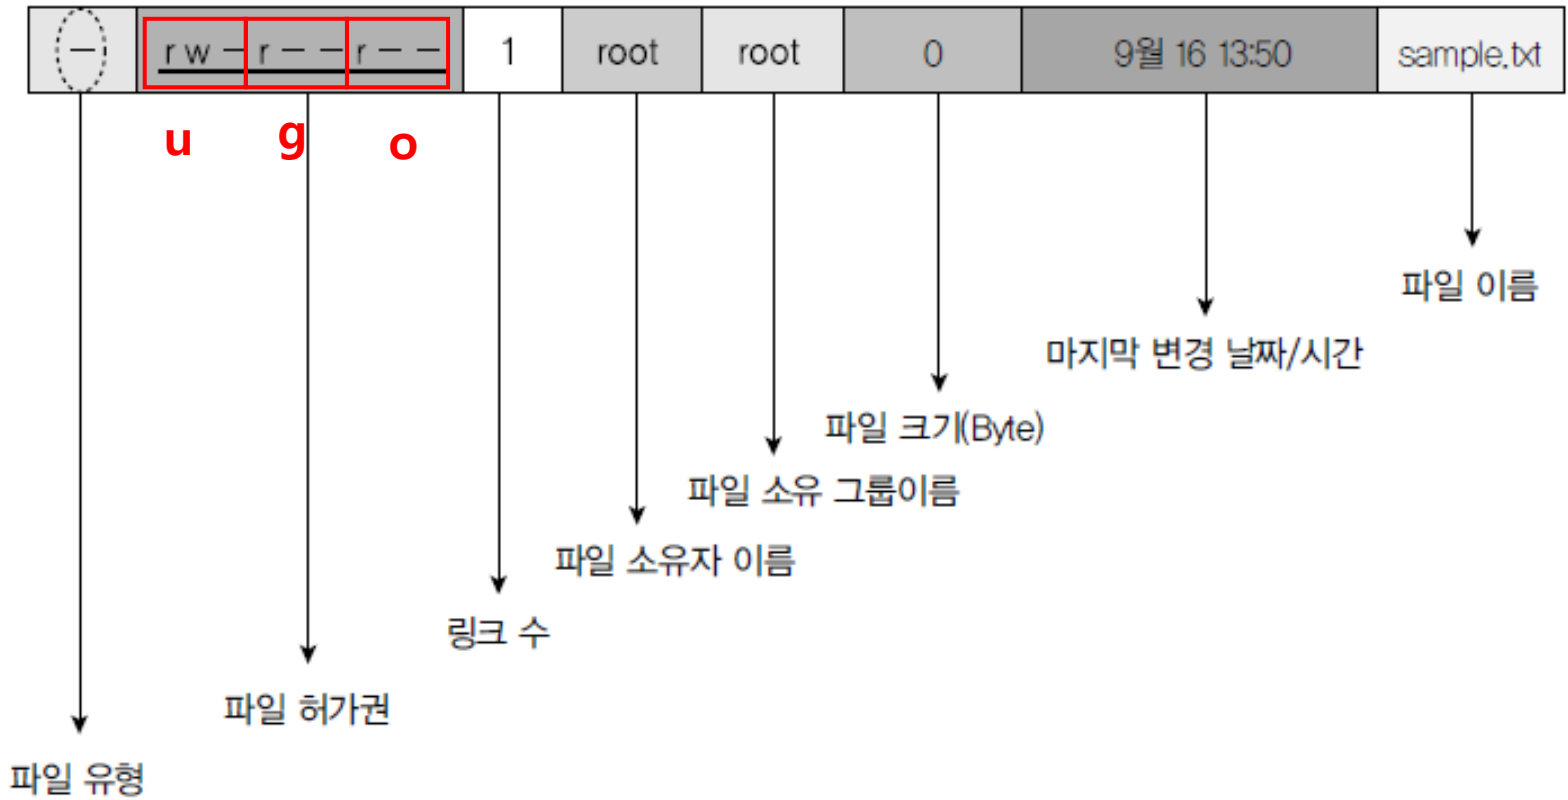 — rw-r--r-- 1 root root 0 9월 16 13:50 sample.txt
u g o
파일 이름
마지막 변경 날짜/시간
파일 크기(Byte)
파일 소유 그룹이름
파일 소유자 이름
링크 수
파일 허가권
파일 유형